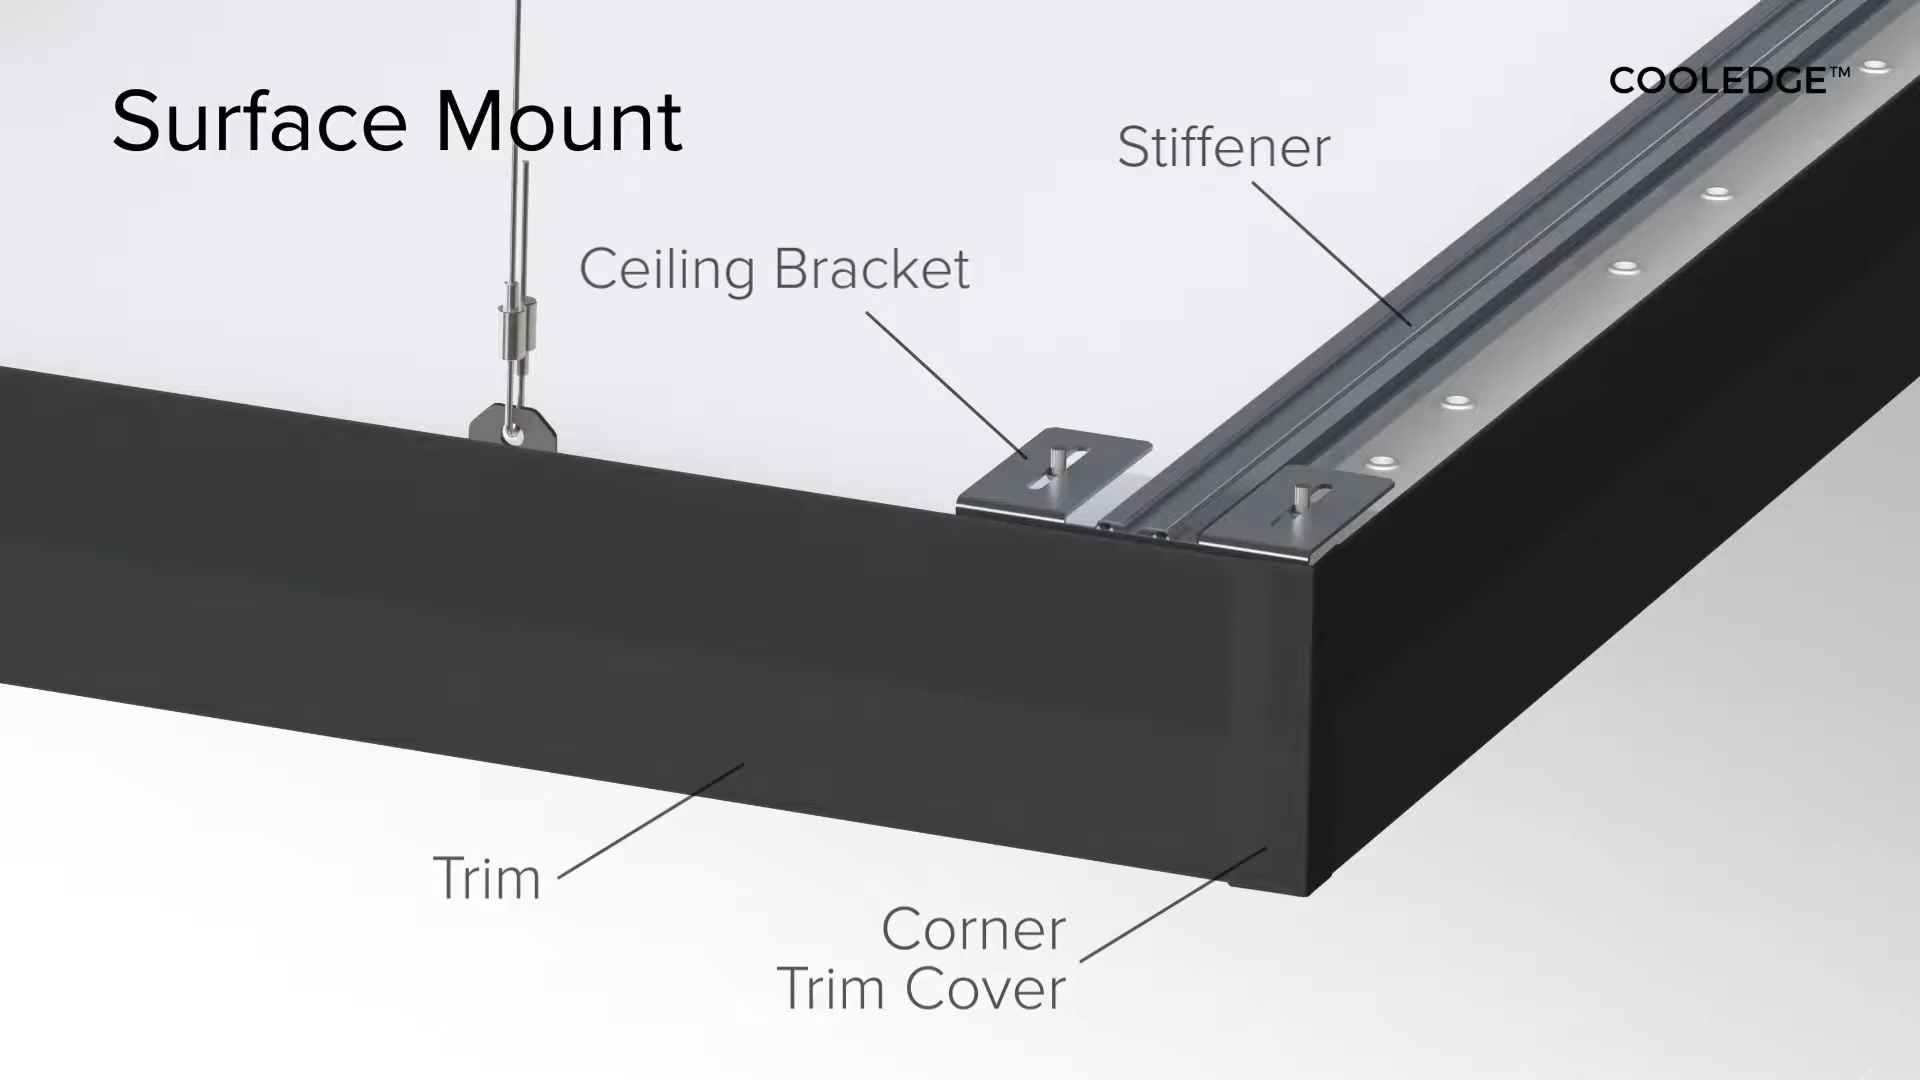 Surface Mount
COOLEDGE™
Stiffener
Ceiling Bracket
Trim
Corner
Trim Cover